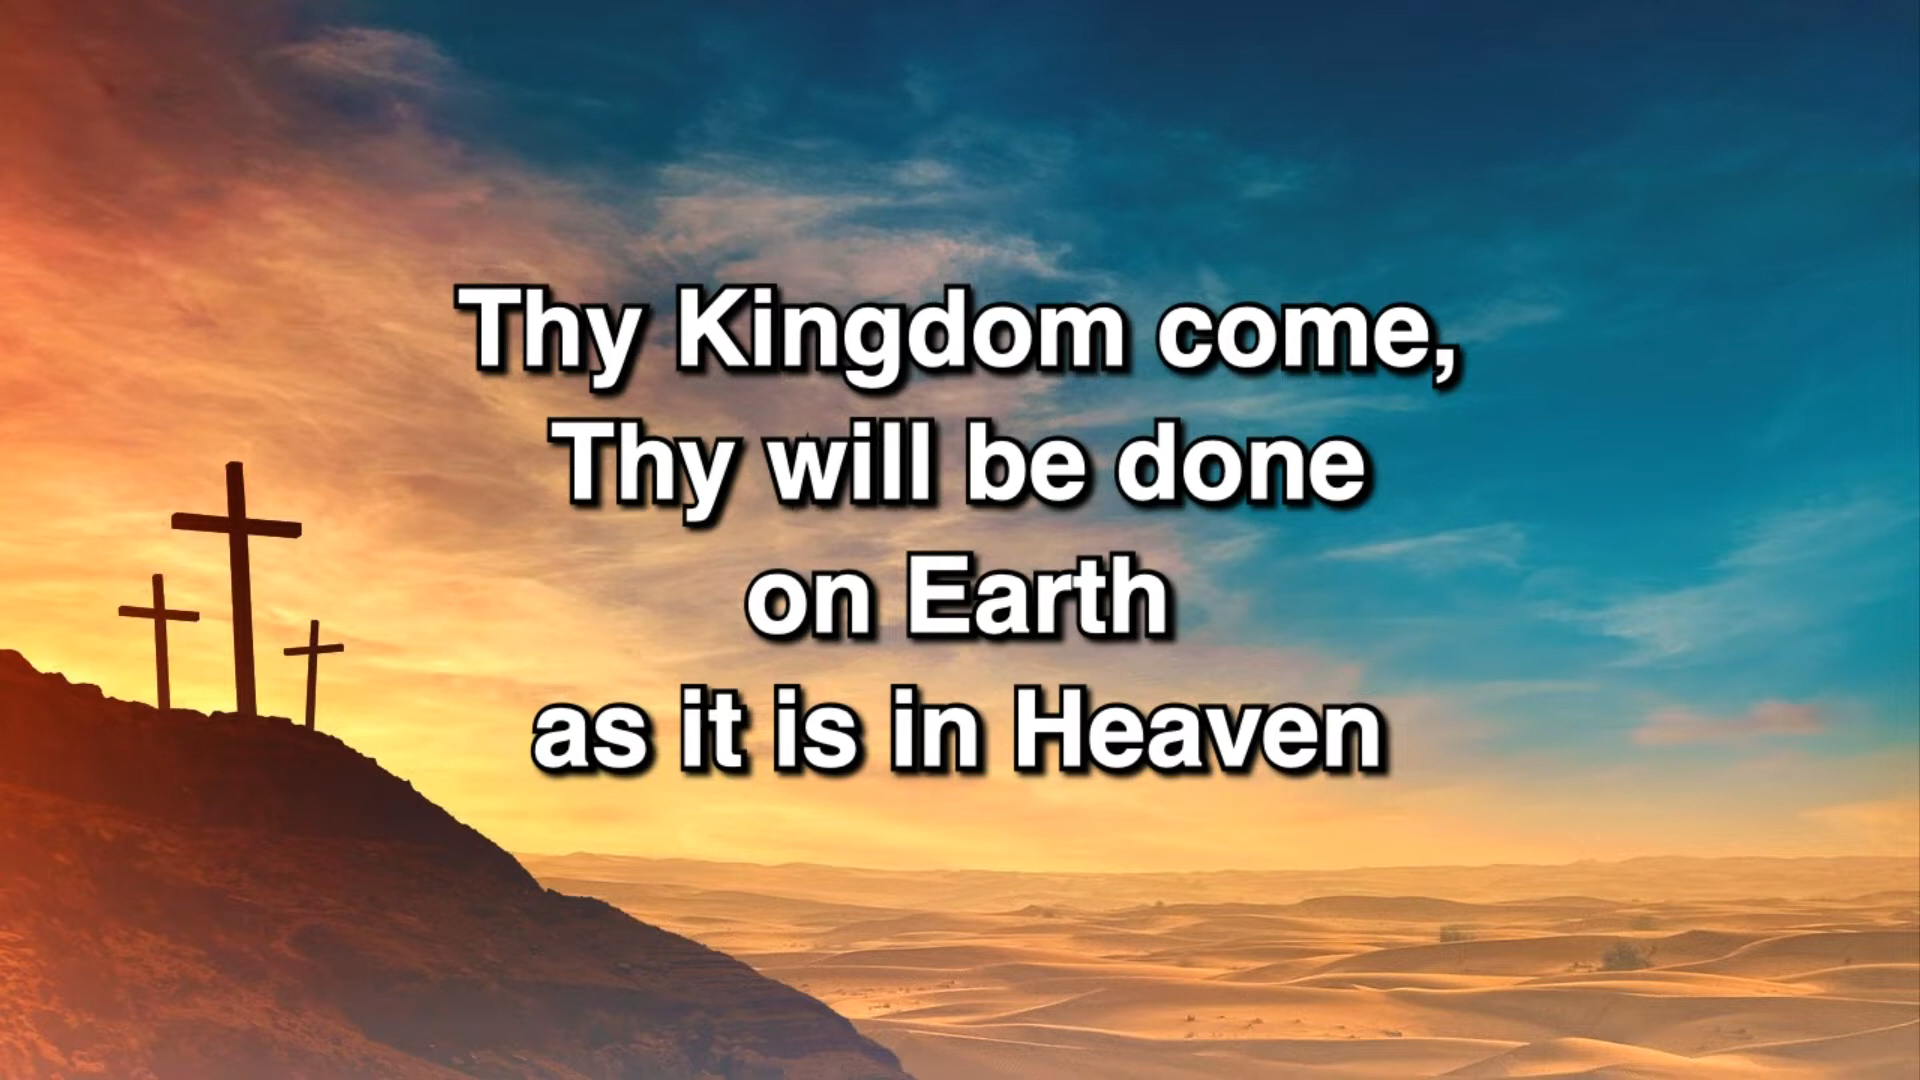 Thy Kingdom come,
Thy will be done
on Earth
as it is in Heaven